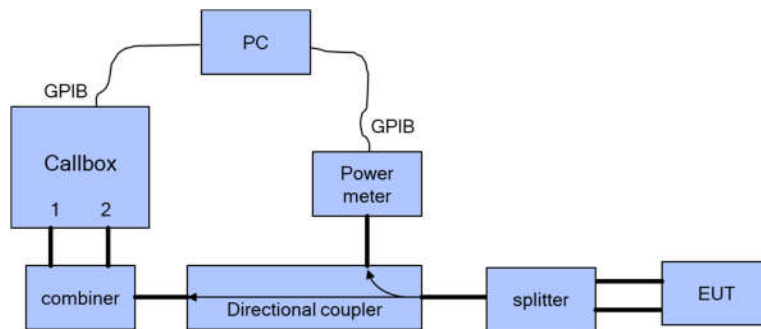 PC
GPIB
GPIB
Callbox
1 2
Power
meter
combiner
Directional coupler
splitter
EUT